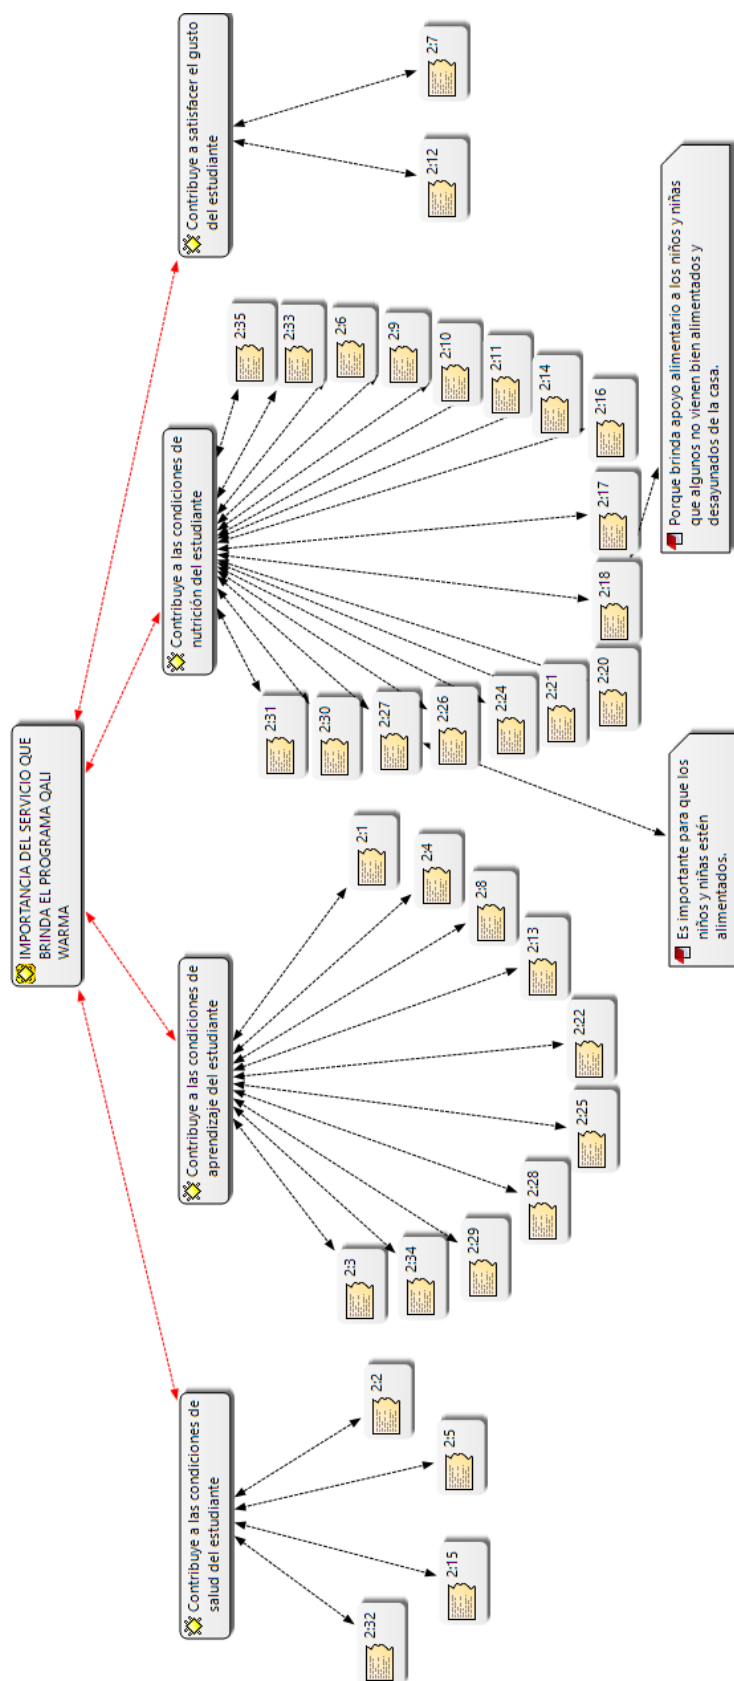 IMPORTANCIA DEL SERVICIO QUE
BRINDA EL PROGRAMA QALI
WARMA
Contribuye a las condiciones de
salud del estudiante
Contribuye a las condiciones de
aprendizaje del estudiante
Contribuye a las condiciones de
nutrición del estudiante
Contribuye a satisfacer el gusto
del estudiante
2:32
2:15
2:5
2:2
2:3
2:34
2:29
2:28
2:25
2:22
2:13
2:8
2:4
2:1
2:31
2:30
2:27
2:26
2:24
2:21
2:20
2:18
2:17
2:16
2:14
2:11
2:10
2:9
2:6
2:33
2:35
2:12
2:7
Es importante para que los
niños y niñas estén
alimentados.
Porque brinda apoyo alimentario a los niños y niñas
que algunos no vienen bien alimentados y
desayunados de la casa.